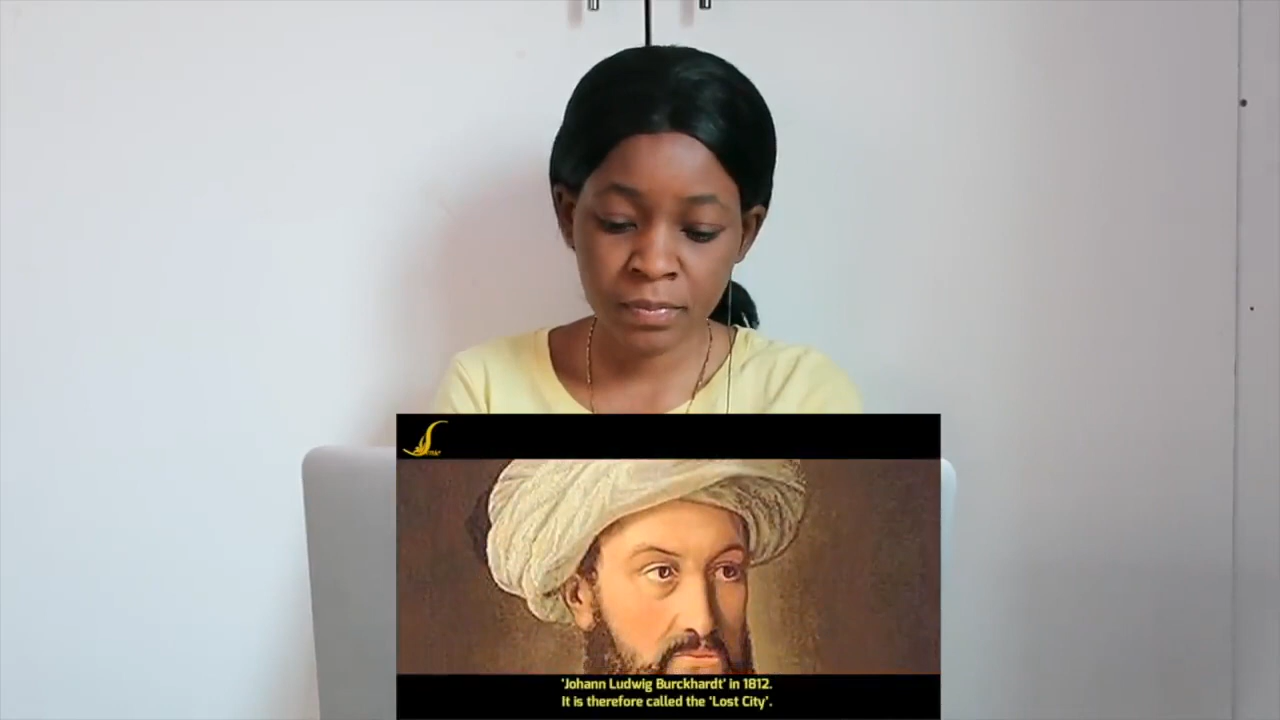 'Johann Ludwig Burckhardt' in 1812.
It is therefore called the 'Lost City'.